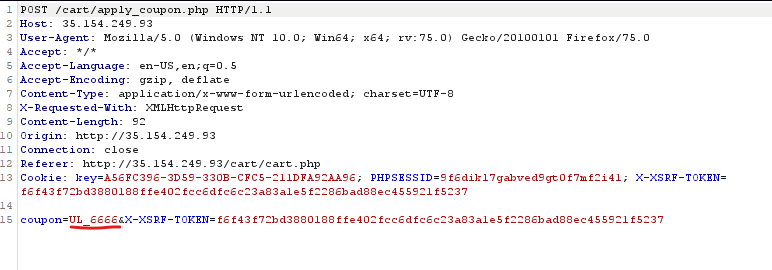 1 POST /cart/apply_coupon.php HTTP/1.1
2 Host: 35.154.249.93
3 User-Agent: Mozilla/5.0 (Windows NT 10.0; Win64; x64; rv:75.0) Gecko/20100101 Firefox/75.0
4 Accept: */*
5 Accept-Language: en-US,en;q=0.5
6 Accept-Encoding: gzip, deflate
7 Content-Type: application/x-www-form-urlencoded; charset=UTF-8
8 X-Requested-With: XMLHttpRequest
9 Content-Length: 92
10 Origin: http://35.154.249.93
11 Connection: close
12 Referer: http://35.154.249.93/cart/cart.php
13 Cookie: key=A56FC396-3D59-330B-CFC5-211DFA92AA96; PHPSESSID=9f6dikl7gabved9gt0f7mf2i41; X-XSRF-TOKEN=
f6f43f72bd3880188ffe402fcc6dfc6c23a83a1e5f2286bad88ec455921f5237
14
15 coupon=UL_6666&X-XSRF-TOKEN=f6f43f72bd3880188ffe402fcc6dfc6c23a83a1e5f2286bad88ec455921f5237